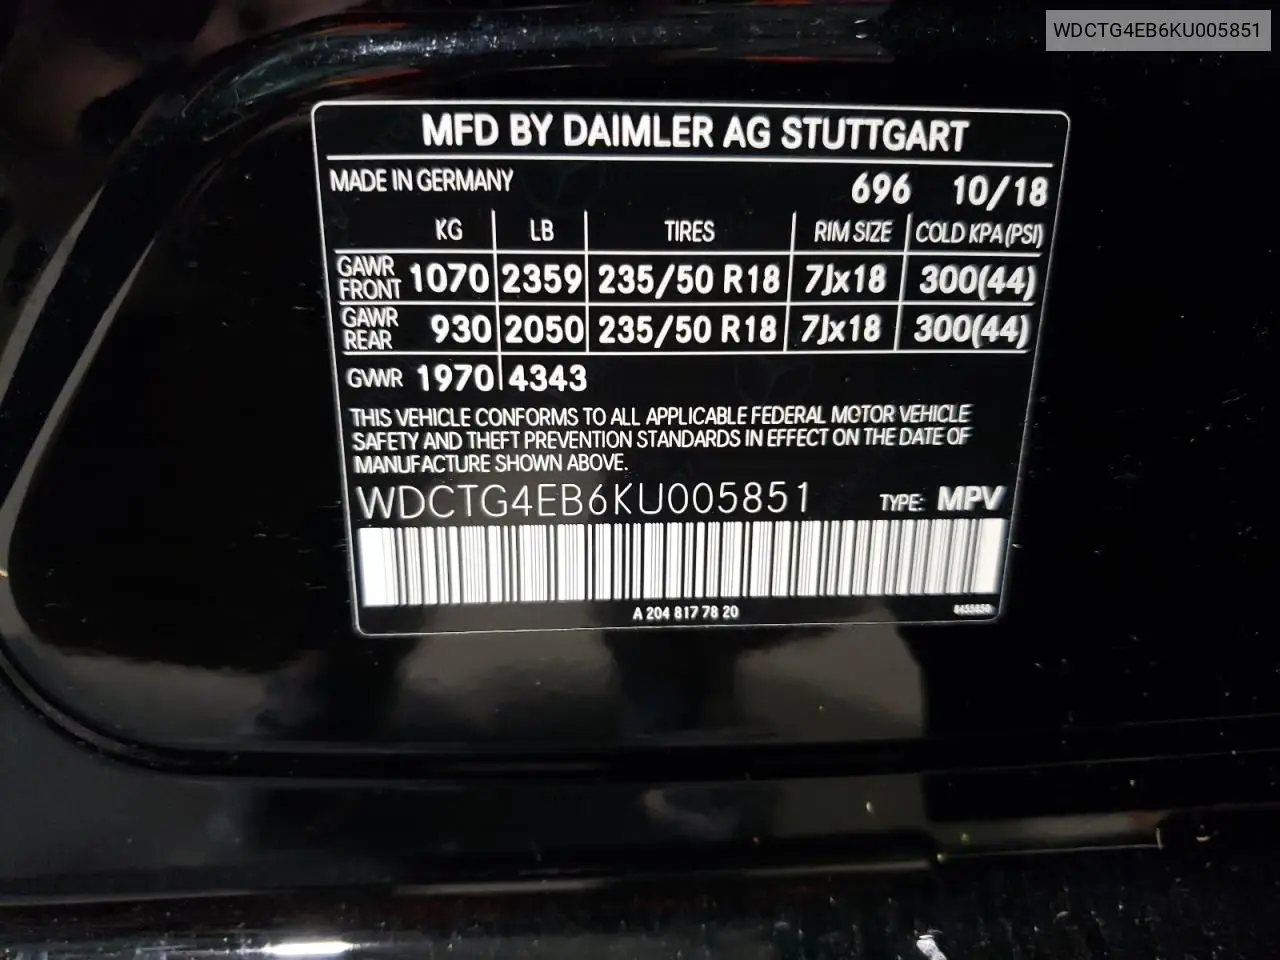 WDCTG4EB6KU005851
MFD BY DAIMLER AG STUTTGART
MADE IN GERMANY 696 10/18
KG LB TIRES RIM SIZE COLD KPA (PSI)
GAWR FRONT 1070 2359 235/50 R18 7Jx18 300(44)
GAWR REAR 930 2050 235/50 R18 7Jx18 300(44)
GVWR 1970 4343
THIS VEHICLE CONFORMS TO ALL APPLICABLE FEDERAL MOTOR VEHICLE
SAFETY AND THEFT PREVENTION STANDARDS IN EFFECT ON THE DATE OF
MANUFACTURE SHOWN ABOVE.
WDCTG4EB6KU005851 TYPE: MPV
A 204 817 78 20 8455850